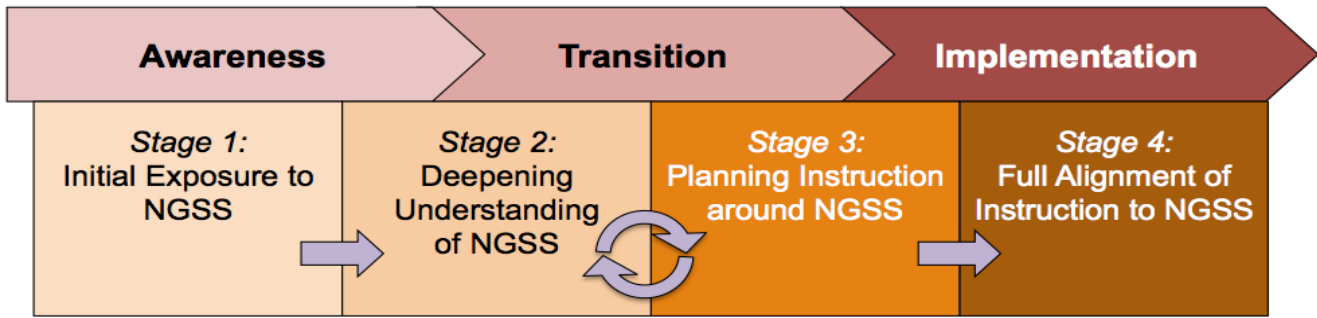 Awareness
Transition
Implementation
Stage 1:
Initial Exposure to
NGSS
Stage 2:
Deepening
Understanding
of NGSS
Stage 3:
Planning Instruction
around NGSS
Stage 4:
Full Alignment of
Instruction to NGSS